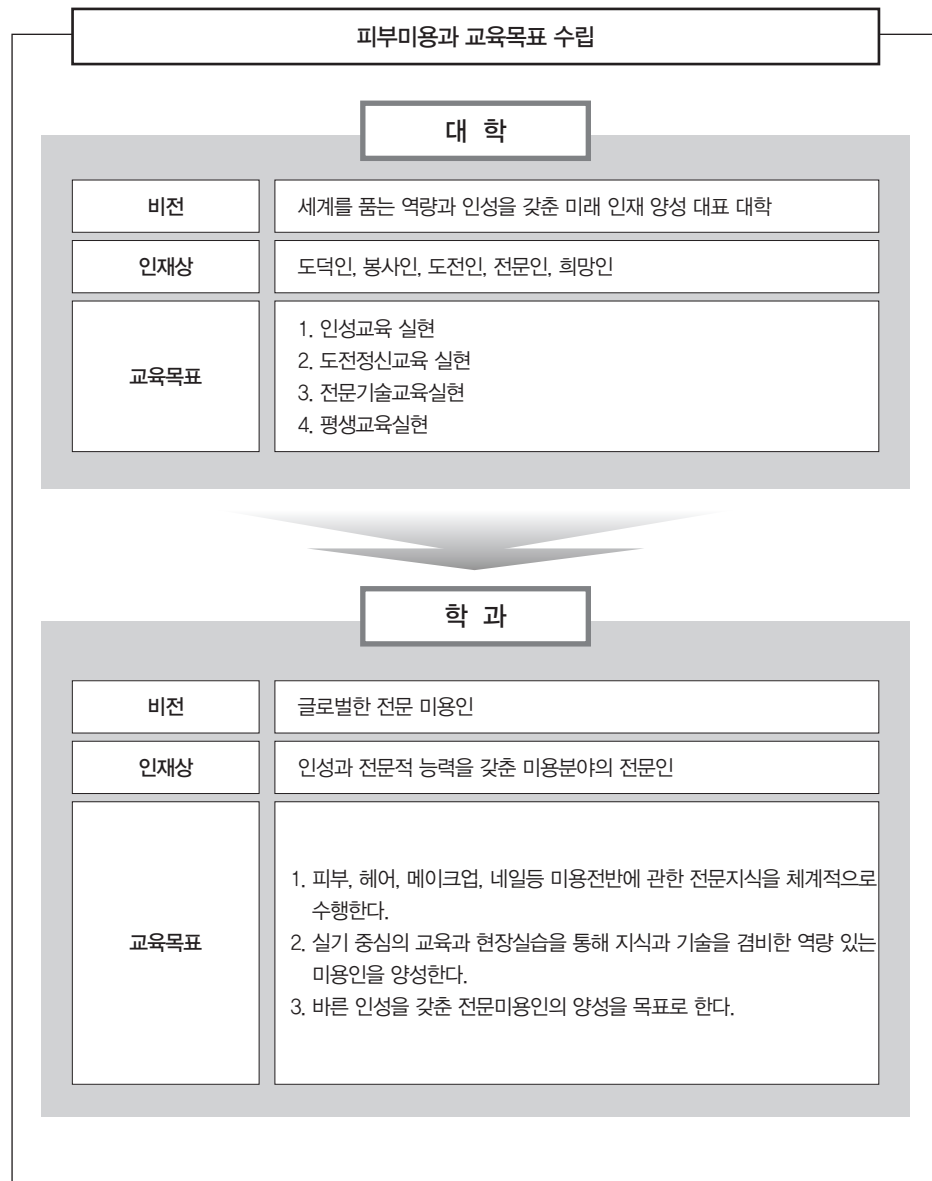 피부미용과 교육목표 수립
대 학
비전
세계를 품는 역량과 인성을 갖춘 미래 인재 양성 대표 대학
인재상
도덕인, 봉사인, 도전인, 전문인, 희망인
교육목표
1. 인성교육 실현
2. 도전정신교육 실현
3. 전문기술교육실현
4. 평생교육실현
학 과
비전
글로벌한 전문 미용인
인재상
인성과 전문적 능력을 갖춘 미용분야의 전문인
교육목표
1. 피부, 헤어, 메이크업, 네일등 미용전반에 관한 전문지식을 체계적으로
수행한다.
2. 실기 중심의 교육과 현장실습을 통해 지식과 기술을 겸비한 역량 있는
미용인을 양성한다.
3. 바른 인성을 갖춘 전문미용인의 양성을 목표로 한다.